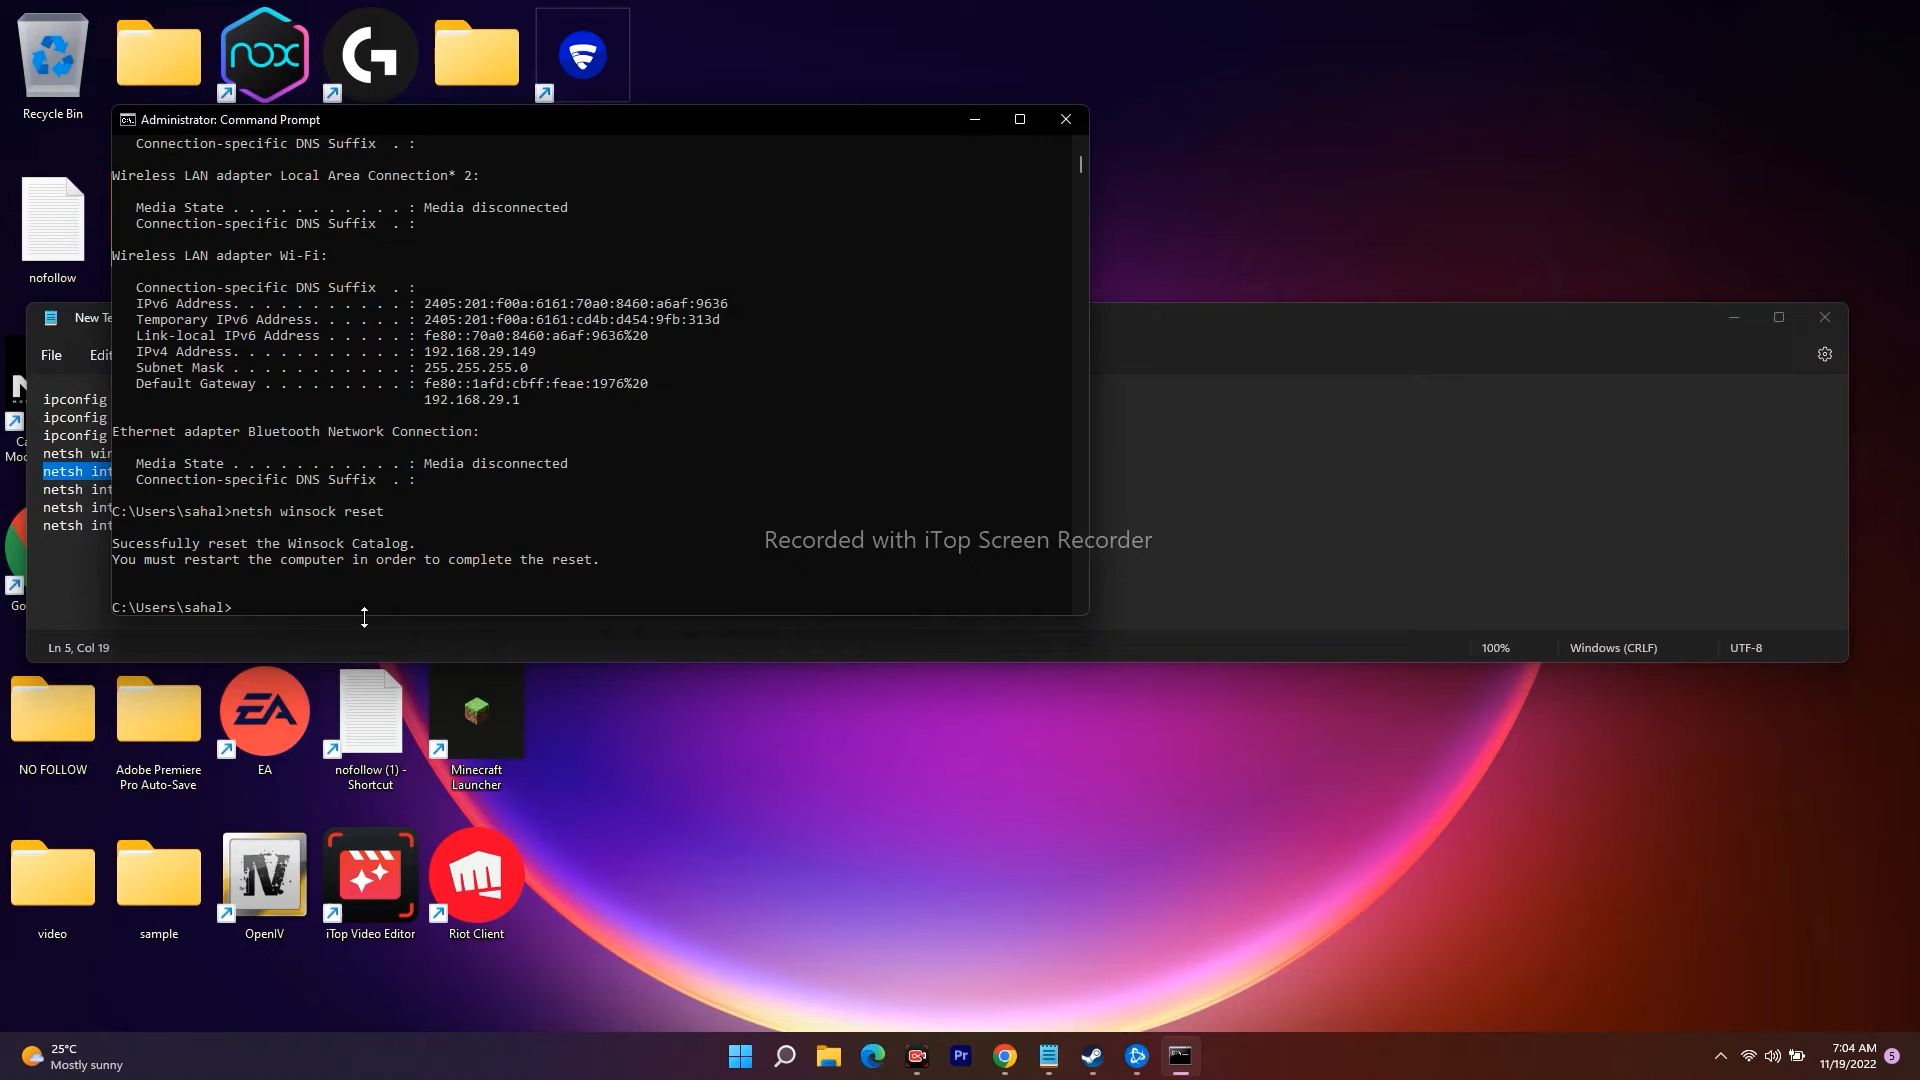 nox
Recycle Bin
Administrator: Command Prompt
Connection-specific DNS Suffix  . :
Wireless LAN adapter Local Area Connection* 2:
Media State . . . . . . . . . . . : Media disconnected
Connection-specific DNS Suffix  . :
Wireless LAN adapter Wi-Fi:
Connection-specific DNS Suffix  . :
IPv6 Address. . . . . . . . . . . : 2405:201:f00a:6161:70a0:8460:a6af:9636
Temporary IPv6 Address. . . . . . : 2405:201:f00a:6161:cd4b:d454:9fb:313d
Link-local IPv6 Address . . . . . : fe80::70a0:8460:a6af:9636%20
IPv4 Address. . . . . . . . . . . : 192.168.29.149
Subnet Mask . . . . . . . . . . . : 255.255.255.0
Default Gateway . . . . . . . . . : fe80::1afd:cbff:feae:1976%20
192.168.29.1
Ethernet adapter Bluetooth Network Connection:
Media State . . . . . . . . . . . : Media disconnected
Connection-specific DNS Suffix  . :
C:\Users\sahal>netsh winsock reset
Sucessfully reset the Winsock Catalog.
You must restart the computer in order to complete the reset.
C:\Users\sahal>
nofollow
New Te
File Edit
ipconfig
ipconfig
ipconfig
netsh win
netsh int
netsh int
netsh int
netsh int
Recorded with iTop Screen Recorder
Ln 5, Col 19
100%
Windows (CRLF)
UTF-8
NO FOLLOW
Adobe Premiere
Pro Auto-Save
EA
EA
nofollow (1) -
Shortcut
Minecraft
Launcher
video
sample
IV
OpenIV
iTop Video Editor
Riot Client
25°C
Mostly sunny
Pr
7:04 AM
11/19/2022
5